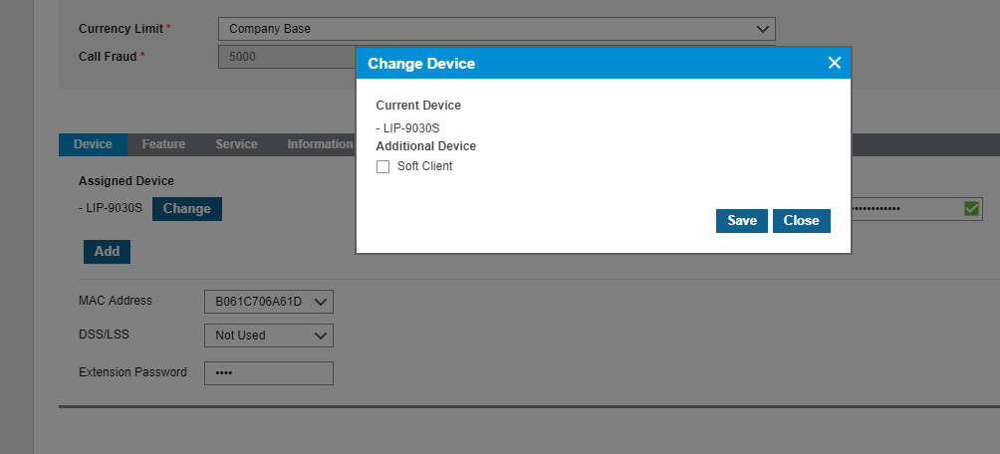 Currency Limit *
Company Base
Call Fraud *
5000
Change Device
Current Device
- LIP-9030S
Additional Device
Soft Client
Save
Close
Device
Feature
Service
Information
Assigned Device
- LIP-9030S
Change
Add
MAC Address
B061C706A61D
DSS/LSS
Not Used
Extension Password